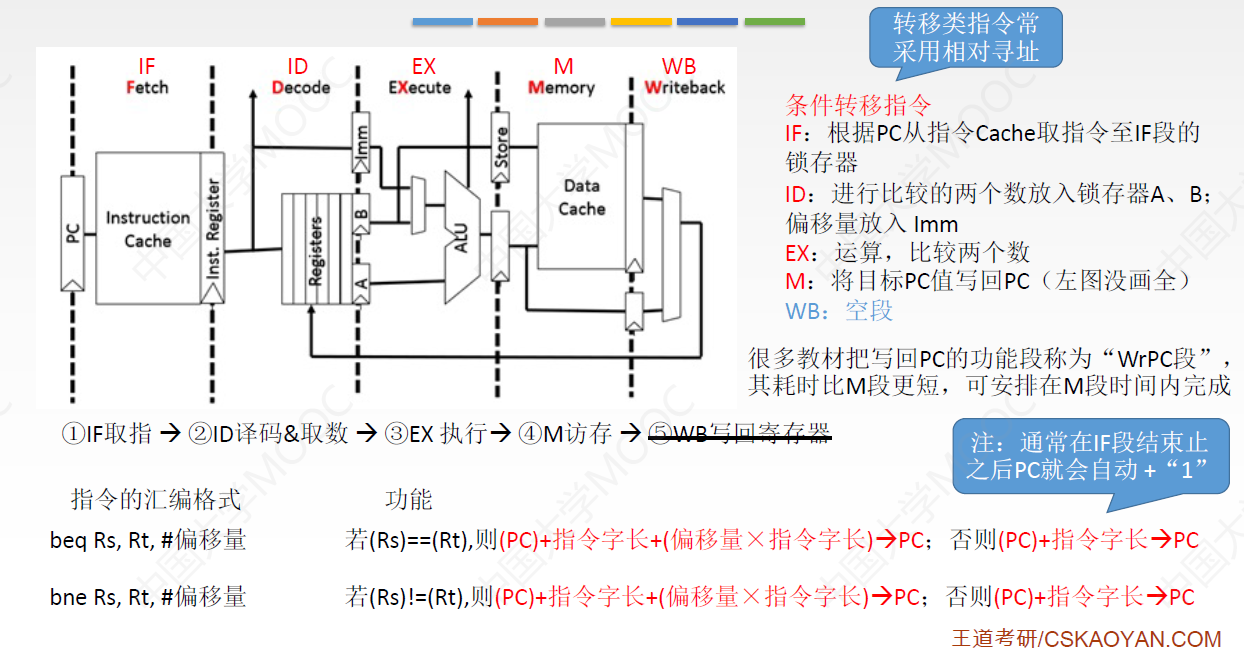 转移类指令常
采用相对寻址
IF
ID
EX
M
WB
Fetch
Decode
EXecute
Memory
Writeback
PC
Instruction
Cache
Inst. Register
Registers
Imm
B
A
ALU
Store
Data
Cache
条件转移指令
IF：根据PC从指令Cache取指令至IF段的
锁存器
ID：进行比较的两个数放入锁存器A、B；
偏移量放入 Imm
EX：运算，比较两个数
M：将目标PC值写回PC（左图没画全）
WB：空段
很多教材把写回PC的功能段称为“WrPC段”，
其耗时比M段更短，可安排在M段时间内完成
①IF取指 → ②ID译码&取数 → ③EX 执行→ ④M访存 → ⑤WB写回寄存器
注：通常在IF段结束止
之后PC就会自动 + “1”
指令的汇编格式 功能
beq Rs, Rt, #偏移量 若(Rs)==(Rt),则(PC)+指令字长+(偏移量×指令字长)→PC；否则(PC)+指令字长→PC
bne Rs, Rt, #偏移量 若(Rs)!=(Rt),则(PC)+指令字长+(偏移量×指令字长)→PC；否则(PC)+指令字长→PC
王道考研/CSKAOYAN.COM
中国大学MOOC